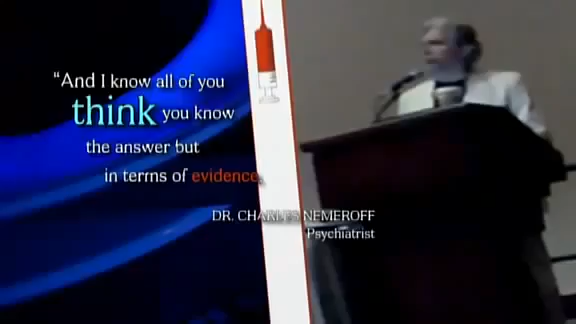 “And I know all of you
think you know
the answer but
in terms of evidence,
DR. CHARLES NEMEROFF
Psychiatrist